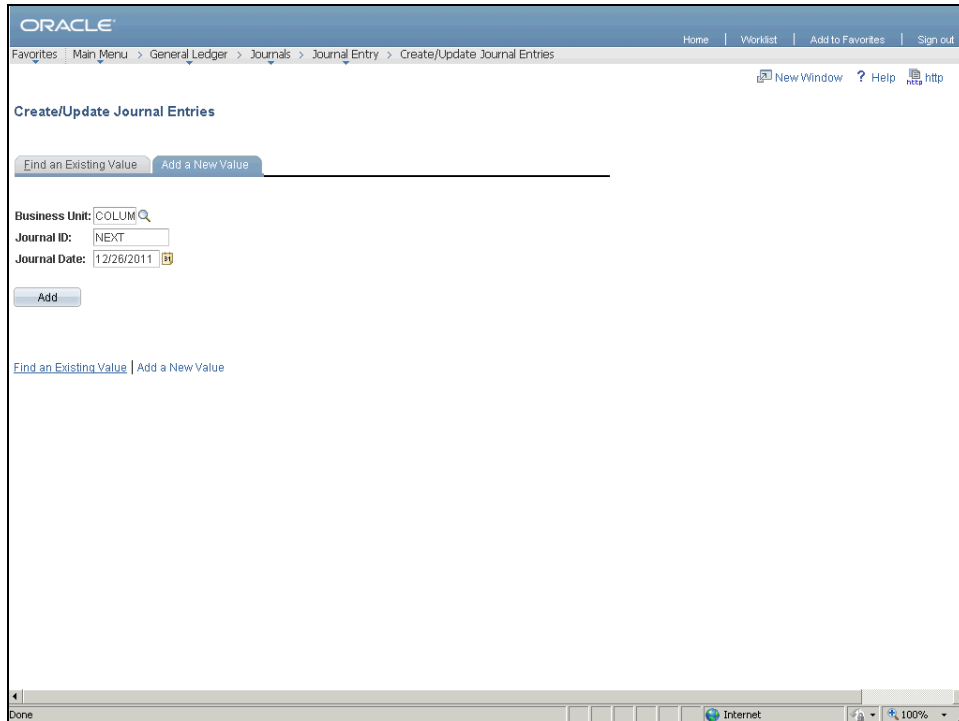 ORACLE
Home | Worklist | Add to Favorites | Sign out
Favorites Main Menu > General Ledger > Journals > Journal Entry > Create/Update Journal Entries
New Window ? Help http
Create/Update Journal Entries
Find an Existing Value Add a New Value
Business Unit: COLUM
Journal ID: NEXT
Journal Date: 12/26/2011
Add
Find an Existing Value | Add a New Value
Done Internet 100%